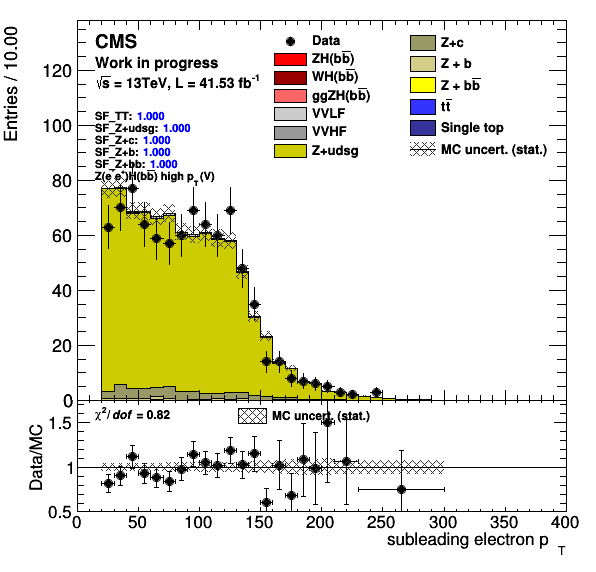 CMS
Work in progress
√s = 13TeV, L = 41.53 fb⁻¹
SF_TT: 1.000
SF_Z+udsg: 1.000
SF_Z+c: 1.000
SF_Z+b: 1.000
SF_Z+bb: 1.000
Z(e⁻e⁺)H(bb̅) high p_T(V)
Data
ZH(bb̅)
WH(bb̅)
ggZH(bb̅)
VVLF
VVHF
Z+udsg
Z+c
Z + b
Z + bb̅
tt̅
Single top
MC uncert. (stat.)
Entries / 10.00
120
100
80
60
40
20
0
χ²/dof = 0.82
MC uncert. (stat.)
Data/MC
1.5
1
0.5
0 50 100 150 200 250 300 350 400
subleading electron p_T